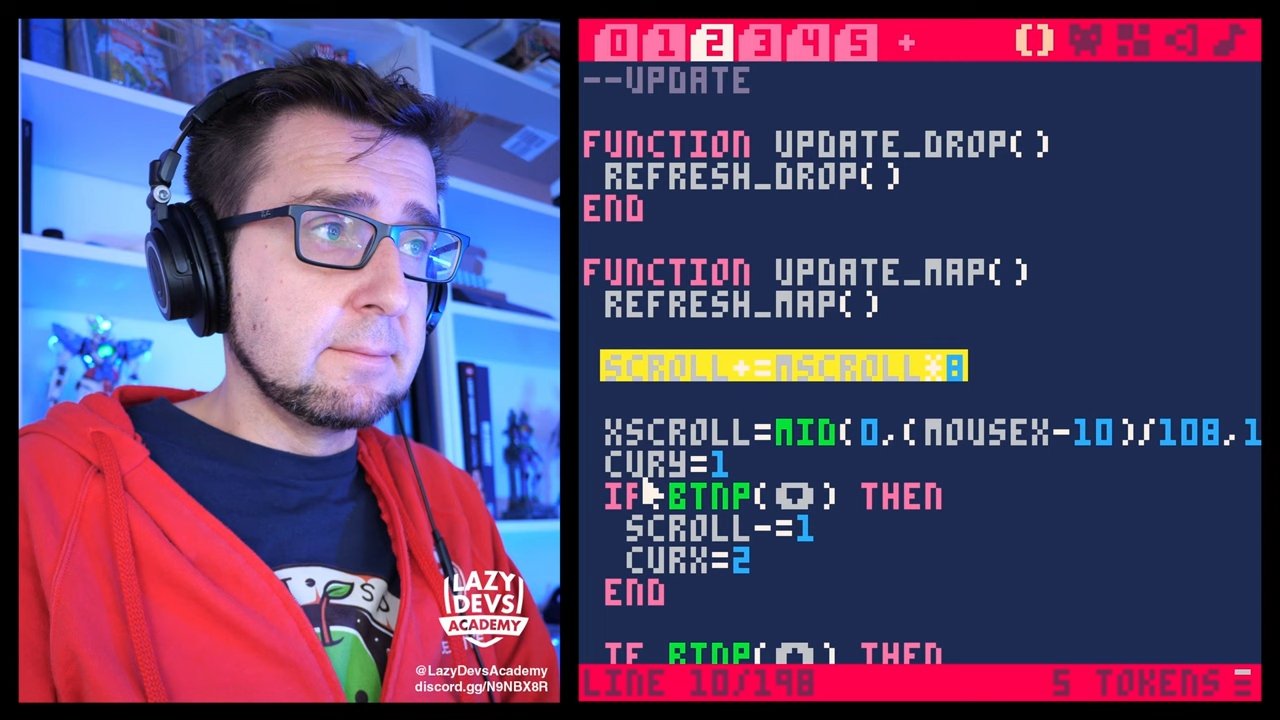 0 1 2 3 4 5 +
--UPDATE
FUNCTION UPDATE_DROP()
REFRESH_DROP()
END
FUNCTION UPDATE_MAP()
REFRESH_MAP()
SCROLL+=MSCROLL*8
XSCROLL=MID(0,(MOUSEX-10)/108,1
CURY=1
IF BTNP(⬇️) THEN
SCROLL-=1
CURX=2
END
IF BTNP(⬆️) THEN
LINE 10/198
5 TOKENS
LAZY
DEVS
ACADEMY
@LazyDevsAcademy
discord.gg/N9NBX8R